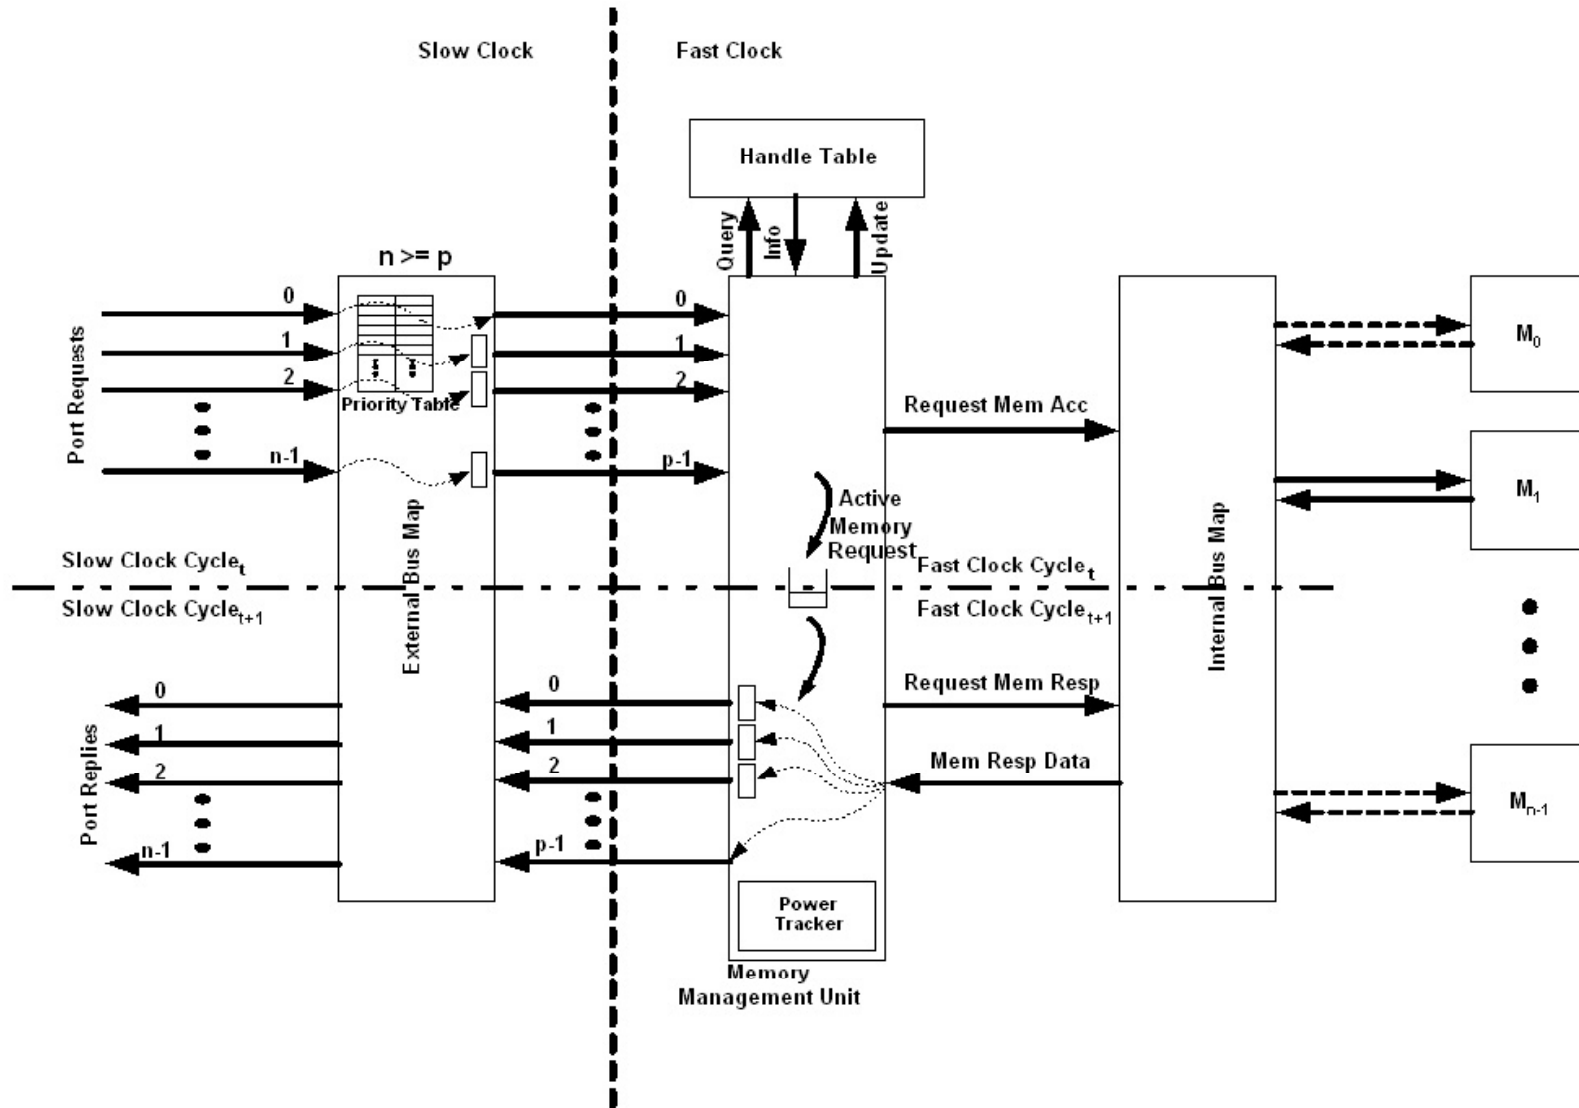 Slow Clock
Fast Clock
Handle Table
Query
Info
Update
n >= p
Port Requests
0
1
2
n-1
Priority Table
External Bus Map
0
1
2
p-1
Request Mem Acc
Active
Memory
Request
Internal Bus Map
M0
M1
Mn-1
Slow Clock Cyclet
Slow Clock Cyclet+1
Fast Clock Cyclet
Fast Clock Cyclet+1
Port Replies
0
1
2
n-1
0
1
2
p-1
Request Mem Resp
Mem Resp Data
Power
Tracker
Memory
Management Unit